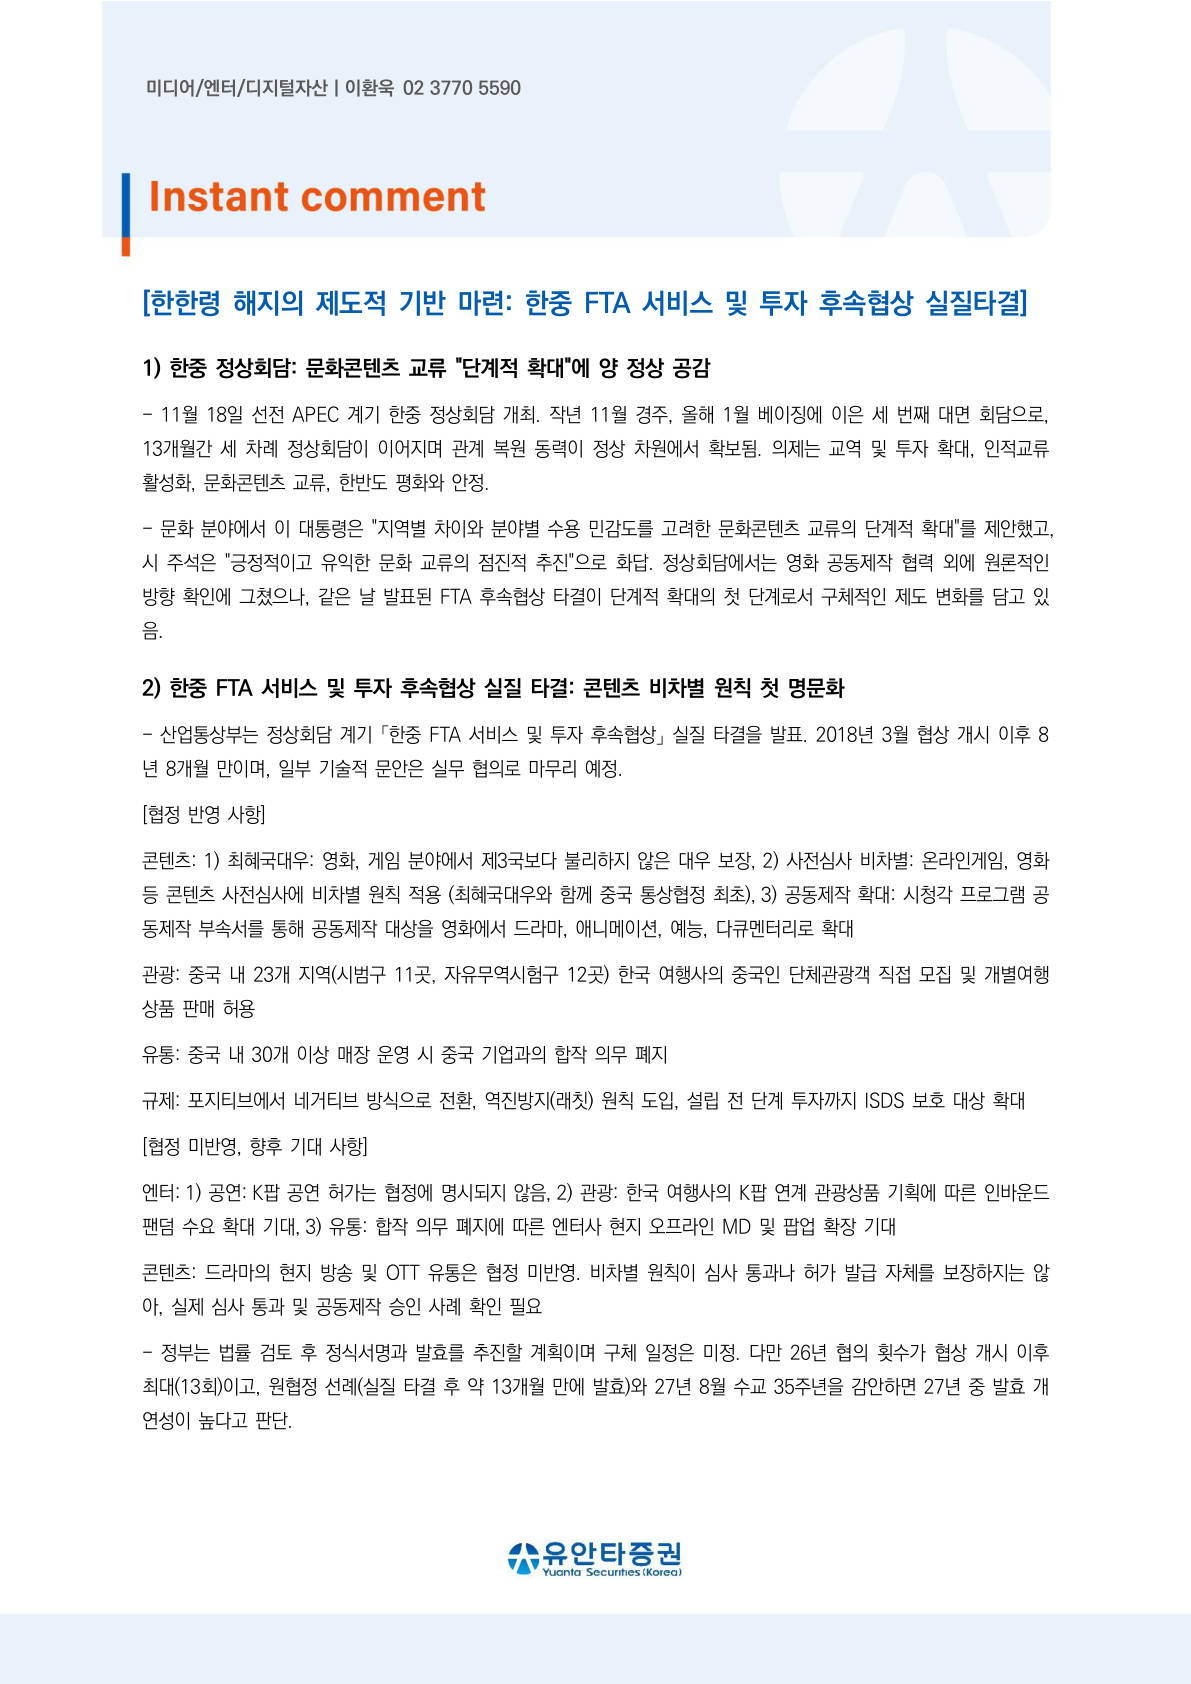 미디어/엔터/디지털자산 | 이환욱 02 3770 5590
Instant comment
[한한령 해지의 제도적 기반 마련: 한중 FTA 서비스 및 투자 후속협상 실질타결]
1) 한중 정상회담: 문화콘텐츠 교류 "단계적 확대"에 양 정상 공감
- 11월 18일 선전 APEC 계기 한중 정상회담 개최. 작년 11월 경주, 올해 1월 베이징에 이은 세 번째 대면 회담으로,
13개월간 세 차례 정상회담이 이어지며 관계 복원 동력이 정상 차원에서 확보됨. 의제는 교역 및 투자 확대, 인적교류
활성화, 문화콘텐츠 교류, 한반도 평화와 안정.
- 문화 분야에서 이 대통령은 "지역별 차이와 분야별 수용 민감도를 고려한 문화콘텐츠 교류의 단계적 확대"를 제안했고,
시 주석은 "긍정적이고 유익한 문화 교류의 점진적 추진"으로 화답. 정상회담에서는 영화 공동제작 협력 외에 원론적인
방향 확인에 그쳤으나, 같은 날 발표된 FTA 후속협상 타결이 단계적 확대의 첫 단계로서 구체적인 제도 변화를 담고 있
음.
2) 한중 FTA 서비스 및 투자 후속협상 실질 타결: 콘텐츠 비차별 원칙 첫 명문화
- 산업통상부는 정상회담 계기 「한중 FTA 서비스 및 투자 후속협상」 실질 타결을 발표. 2018년 3월 협상 개시 이후 8
년 8개월 만이며, 일부 기술적 문안은 실무 협의로 마무리 예정.
[협정 반영 사항]
콘텐츠: 1) 최혜국대우: 영화, 게임 분야에서 제3국보다 불리하지 않은 대우 보장, 2) 사전심사 비차별: 온라인게임, 영화
등 콘텐츠 사전심사에 비차별 원칙 적용 (최혜국대우와 함께 중국 통상협정 최초), 3) 공동제작 확대: 시청각 프로그램 공
동제작 부속서를 통해 공동제작 대상을 영화에서 드라마, 애니메이션, 예능, 다큐멘터리로 확대
관광: 중국 내 23개 지역(시범구 11곳, 자유무역시험구 12곳) 한국 여행사의 중국인 단체관광객 직접 모집 및 개별여행
상품 판매 허용
유통: 중국 내 30개 이상 매장 운영 시 중국 기업과의 합작 의무 폐지
규제: 포지티브에서 네거티브 방식으로 전환, 역진방지(래칫) 원칙 도입, 설립 전 단계 투자까지 ISDS 보호 대상 확대
[협정 미반영, 향후 기대 사항]
엔터: 1) 공연: K팝 공연 허가는 협정에 명시되지 않음, 2) 관광: 한국 여행사의 K팝 연계 관광상품 기획에 따른 인바운드
팬덤 수요 확대 기대, 3) 유통: 합작 의무 폐지에 따른 엔터사 현지 오프라인 MD 및 팝업 확장 기대
콘텐츠: 드라마의 현지 방송 및 OTT 유통은 협정 미반영. 비차별 원칙이 심사 통과나 허가 발급 자체를 보장하지는 않
아, 실제 심사 통과 및 공동제작 승인 사례 확인 필요
- 정부는 법률 검토 후 정식서명과 발효를 추진할 계획이며 구체 일정은 미정. 다만 26년 협의 횟수가 협상 개시 이후
최대(13회)이고, 원협정 선례(실질 타결 후 약 13개월 만에 발효)와 27년 8월 수교 35주년을 감안하면 27년 중 발효 개
연성이 높다고 판단.
유안타증권
Yuanta Securities (Korea)